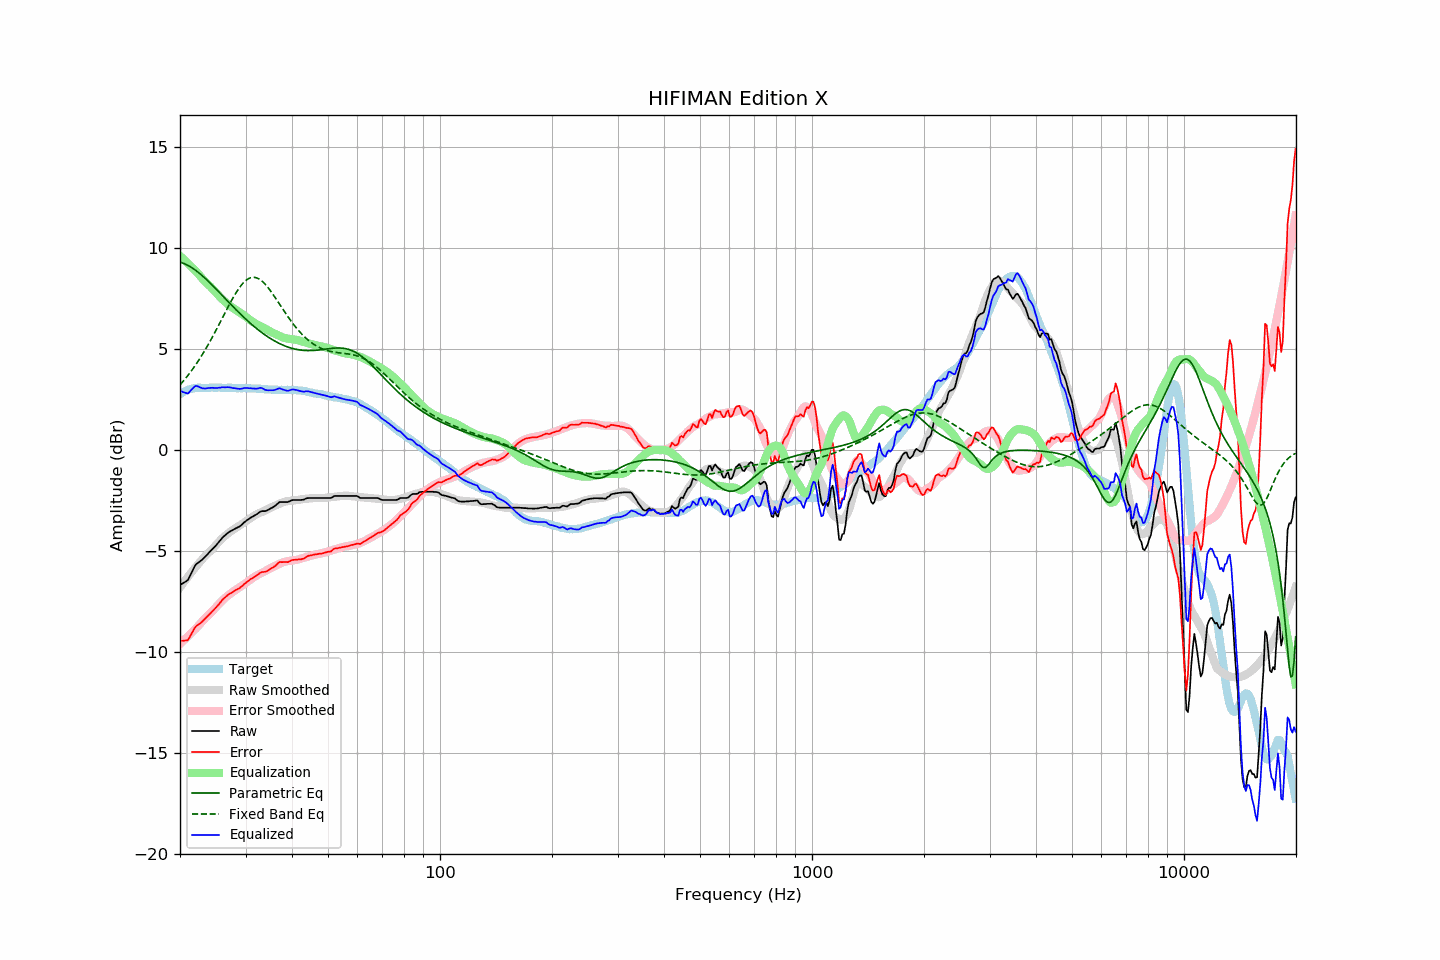 HIFIMAN Edition X
Amplitude (dBr)
15
10
5
0
−5
−10
−15
−20
Target
Raw Smoothed
Error Smoothed
Raw
Error
Equalization
Parametric Eq
Fixed Band Eq
Equalized
100
1000
10000
Frequency (Hz)